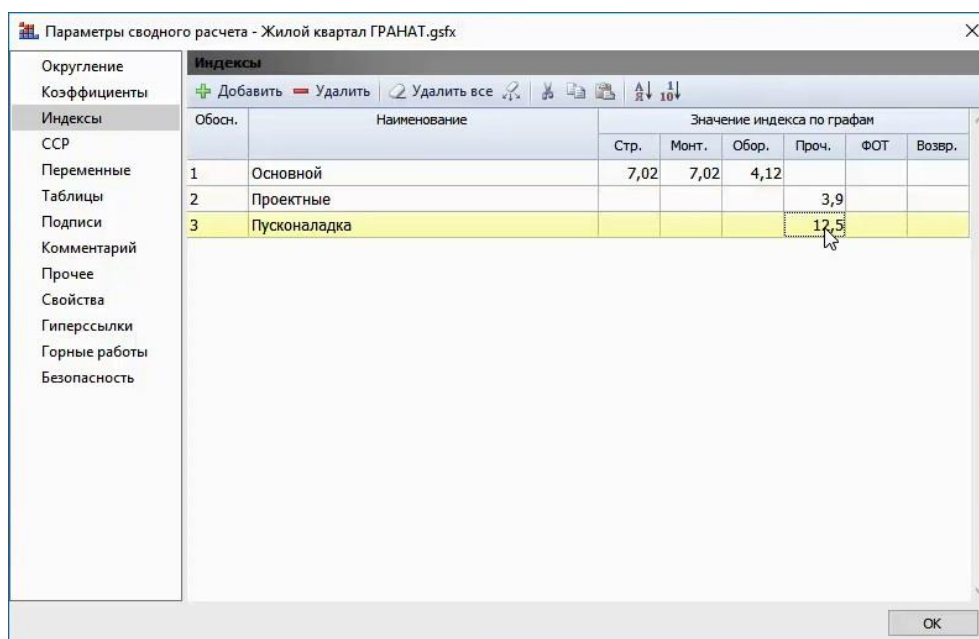 Параметры сводного расчета - Жилой квартал ГРАНАТ.gsfx
Округление
Коэффициенты
Индексы
ССР
Переменные
Таблицы
Подписи
Комментарий
Прочее
Свойства
Гиперссылки
Горные работы
Безопасность
Индексы
Добавить Удалить Удалить все
Обосн. Наименование Значение индекса по графам
Стр. Монт. Обор. Проч. ФОТ Возвр.
1 Основной 7,02 7,02 4,12
2 Проектные 3,9
3 Пусконаладка 12,5
ОК